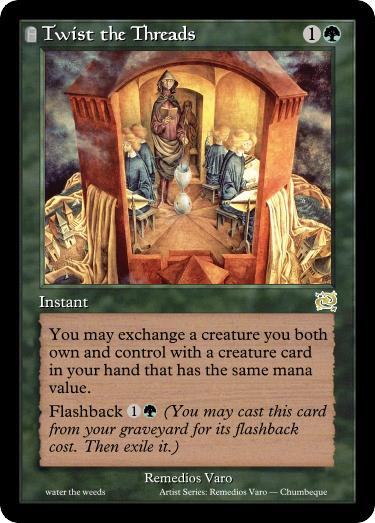 Twist the Threads 1
Instant
You may exchange a creature you both
own and control with a creature card
in your hand that has the same mana
value.
Flashback 1 (You may cast this card
from your graveyard for its flashback
cost. Then exile it.)
Remedios Varo
water the weeds Artist Series: Remedios Varo — Chumbeque